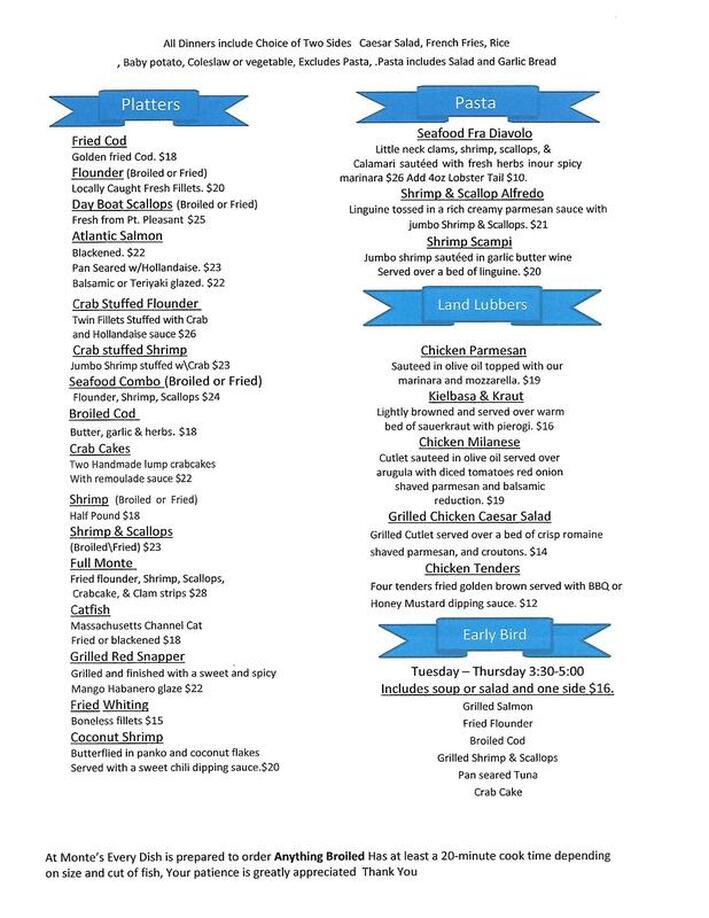 All Dinners include Choice of Two Sides   Caesar Salad, French Fries, Rice
, Baby potato, Coleslaw or vegetable, Excludes Pasta, .Pasta includes Salad and Garlic Bread
Platters
Fried Cod
Golden fried Cod. $18
Flounder (Broiled or Fried)
Locally Caught Fresh Fillets. $20
Day Boat Scallops (Broiled or Fried)
Fresh from Pt. Pleasant $25
Atlantic Salmon
Blackened. $22
Pan Seared w/Hollandaise. $23
Balsamic or Teriyaki glazed. $22
Crab Stuffed Flounder
Twin Fillets Stuffed with Crab
and Hollandaise sauce $26
Crab stuffed Shrimp
Jumbo Shrimp stuffed w\Crab $23
Seafood Combo (Broiled or Fried)
Flounder, Shrimp, Scallops $24
Broiled Cod
Butter, garlic & herbs. $18
Crab Cakes
Two Handmade lump crabcakes
With remoulade sauce $22
Shrimp (Broiled or Fried)
Half Pound $18
Shrimp & Scallops
(Broiled\Fried) $23
Full Monte
Fried flounder, Shrimp, Scallops,
Crabcake, & Clam strips $28
Catfish
Massachusetts Channel Cat
Fried or blackened $18
Grilled Red Snapper
Grilled and finished with a sweet and spicy
Mango Habanero glaze $22
Fried Whiting
Boneless fillets $15
Coconut Shrimp
Butterflied in panko and coconut flakes
Served with a sweet chili dipping sauce.$20
Pasta
Seafood Fra Diavolo
Little neck clams, shrimp, scallops, &
Calamari sautéed with fresh herbs inour spicy
marinara $26 Add 4oz Lobster Tail $10.
Shrimp & Scallop Alfredo
Linguine tossed in a rich creamy parmesan sauce with
jumbo Shrimp & Scallops. $21
Shrimp Scampi
Jumbo shrimp sautéed in garlic butter wine
Served over a bed of linguine. $20
Land Lubbers
Chicken Parmesan
Sauteed in olive oil topped with our
marinara and mozzarella. $19
Kielbasa & Kraut
Lightly browned and served over warm
bed of sauerkraut with pierogi. $16
Chicken Milanese
Cutlet sauteed in olive oil served over
arugula with diced tomatoes red onion
shaved parmesan and balsamic
reduction. $19
Grilled Chicken Caesar Salad
Grilled Cutlet served over a bed of crisp romaine
shaved parmesan, and croutons. $14
Chicken Tenders
Four tenders fried golden brown served with BBQ or
Honey Mustard dipping sauce. $12
Early Bird
Tuesday – Thursday 3:30-5:00
Includes soup or salad and one side $16.
Grilled Salmon
Fried Flounder
Broiled Cod
Grilled Shrimp & Scallops
Pan seared Tuna
Crab Cake
At Monte's Every Dish is prepared to order Anything Broiled Has at least a 20-minute cook time depending
on size and cut of fish, Your patience is greatly appreciated  Thank You